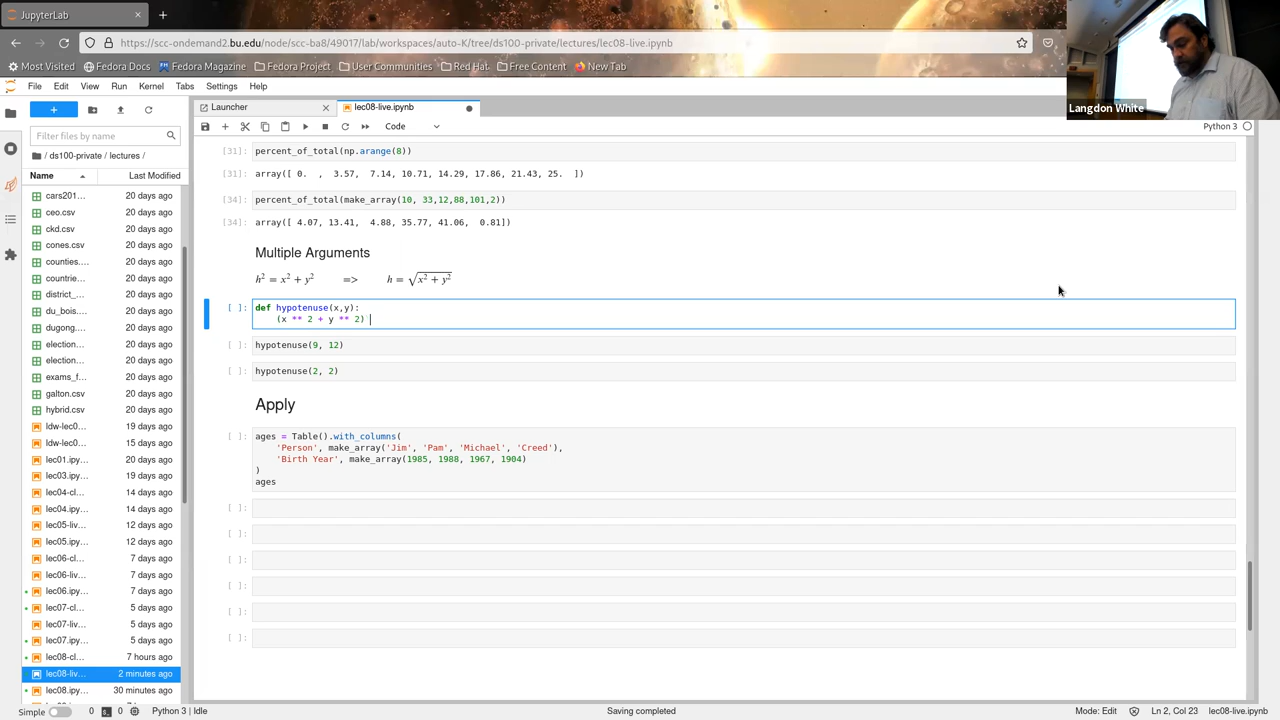 JupyterLab
https://scc-ondemand2.bu.edu/node/scc-ba8/49017/lab/workspaces/auto-K/tree/ds100-private/lectures/lec08-live.ipynb
Most Visited Fedora Docs Fedora Magazine Fedora Project User Communities Red Hat Free Content New Tab
Langdon White
File Edit View Run Kernel Tabs Settings Help
Launcher lec08-live.ipynb
Code Python 3
Filter files by name
/ ds100-private / lectures /
Name Last Modified
cars201… 20 days ago
ceo.csv 20 days ago
ckd.csv 20 days ago
cones.csv 20 days ago
counties.… 20 days ago
countrie… 20 days ago
district_… 20 days ago
du_bois.… 20 days ago
dugong.… 20 days ago
election… 20 days ago
election… 20 days ago
exams_f… 20 days ago
galton.csv 20 days ago
hybrid.csv 20 days ago
ldw-lec0… 19 days ago
ldw-lec0… 15 days ago
lec01.ipy… 20 days ago
lec03.ipy… 19 days ago
lec04-cl… 14 days ago
lec04.ipy… 14 days ago
lec05-liv… 12 days ago
lec05.ipy… 12 days ago
lec06-cl… 7 days ago
lec06-liv… 7 days ago
lec06.ipy… 7 days ago
lec07-cl… 5 days ago
lec07-liv… 5 days ago
lec07.ipy… 5 days ago
lec08-cl… 7 hours ago
lec08-liv… 2 minutes ago
lec08.ipy… 30 minutes ago
[31]: percent_of_total(np.arange(8))
[31]: array([ 0.  ,  3.57,  7.14, 10.71, 14.29, 17.86, 21.43, 25.  ])
[34]: percent_of_total(make_array(10, 33,12,88,101,2))
[34]: array([ 4.07, 13.41,  4.88, 35.77, 41.06,  0.81])
Multiple Arguments
h² = x² + y² => h = √x² + y²
[ ]: def hypotenuse(x,y):
(x ** 2 + y ** 2)
[ ]: hypotenuse(9, 12)
[ ]: hypotenuse(2, 2)
Apply
[ ]: ages = Table().with_columns(
'Person', make_array('Jim', 'Pam', 'Michael', 'Creed'),
'Birth Year', make_array(1985, 1988, 1967, 1904)
)
ages
[ ]:
[ ]:
[ ]:
[ ]:
[ ]:
[ ]:
Simple 0 0 Python 3 | Idle Saving completed Mode: Edit Ln 2, Col 23 lec08-live.ipynb